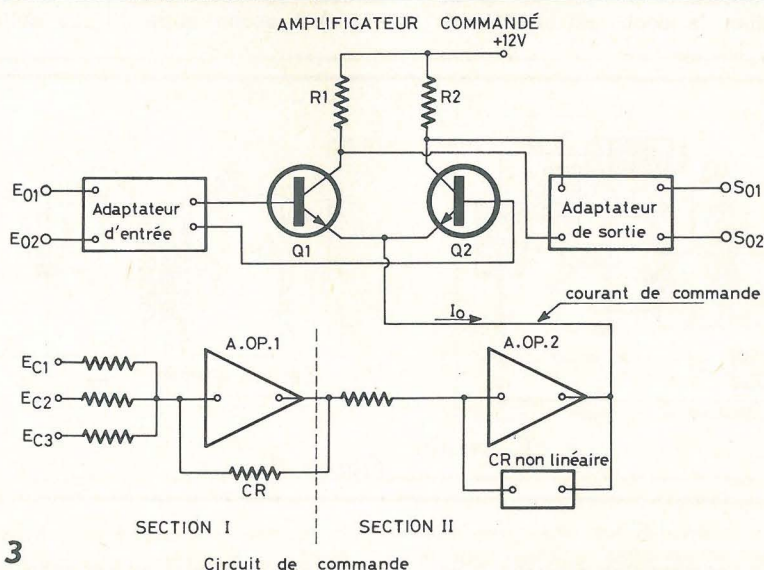 AMPLIFICATEUR COMMANDÉ
+12V
R1
R2
E01
E02
Adaptateur
d'entrée
Q1
Q2
Adaptateur
de sortie
S01
S02
I0
courant de commande
A.OP.1
A.OP.2
EC1
EC2
EC3
CR
CR non linéaire
SECTION I
SECTION II
3
Circuit de commande